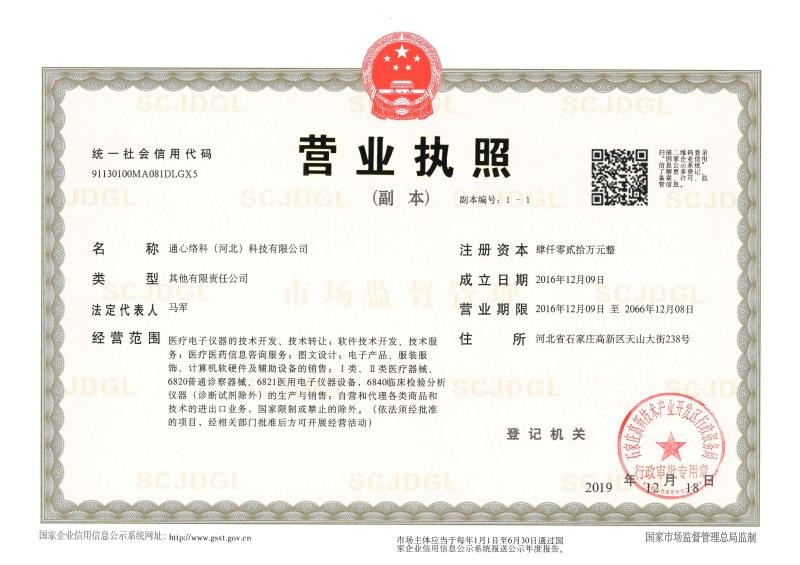 统一社会信用代码
91130100MA081DLGX5
营业执照
(副 本)
副本编号：1－1
扫描二维码登录
“国家企业信用
信息公示系统”
了解更多登记、
备案、许可、监
管信息。
名 称 通心络科（河北）科技有限公司
类 型 其他有限责任公司
法定代表人 马军
经营范围 医疗电子仪器的技术开发、技术转让；软件技术开发、技术服
务；医疗医药信息咨询服务；图文设计；电子产品、服装服
饰、计算机软硬件及辅助设备的销售；Ⅰ类、Ⅱ类医疗器械、
6820普通诊察器械、6821医用电子仪器设备，6840临床检验分析
仪器（诊断试剂除外）的生产与销售；自营和代理各类商品和
技术的进出口业务，国家限制或禁止的除外。（依法须经批准
的项目，经相关部门批准后方可开展经营活动）
注册资本 肆仟零贰拾万元整
成立日期 2016年12月09日
营业期限 2016年12月09日 至 2066年12月08日
住 所 河北省石家庄高新区天山大街238号
登记机关
石家庄高新技术产业开发区行政审批局
行政审批专用章
2019 年 12 月 18 日
国家企业信用信息公示系统网址：http://www.gsxt.gov.cn
市场主体应当于每年1月1日至6月30日通过国
家企业信用信息公示系统报送公示年度报告。
国家市场监督管理总局监制
SCJDGL
市场监督管理